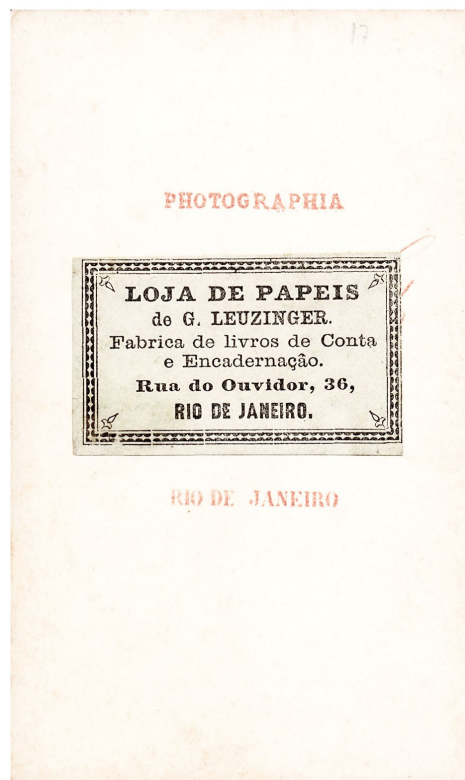 17
PHOTOGRAPHIA
LOJA DE PAPEIS
de G. LEUZINGER.
Fabrica de livros de Conta
e Encadernação.
Rua do Ouvidor, 36,
RIO DE JANEIRO.
RIO DE JANEIRO